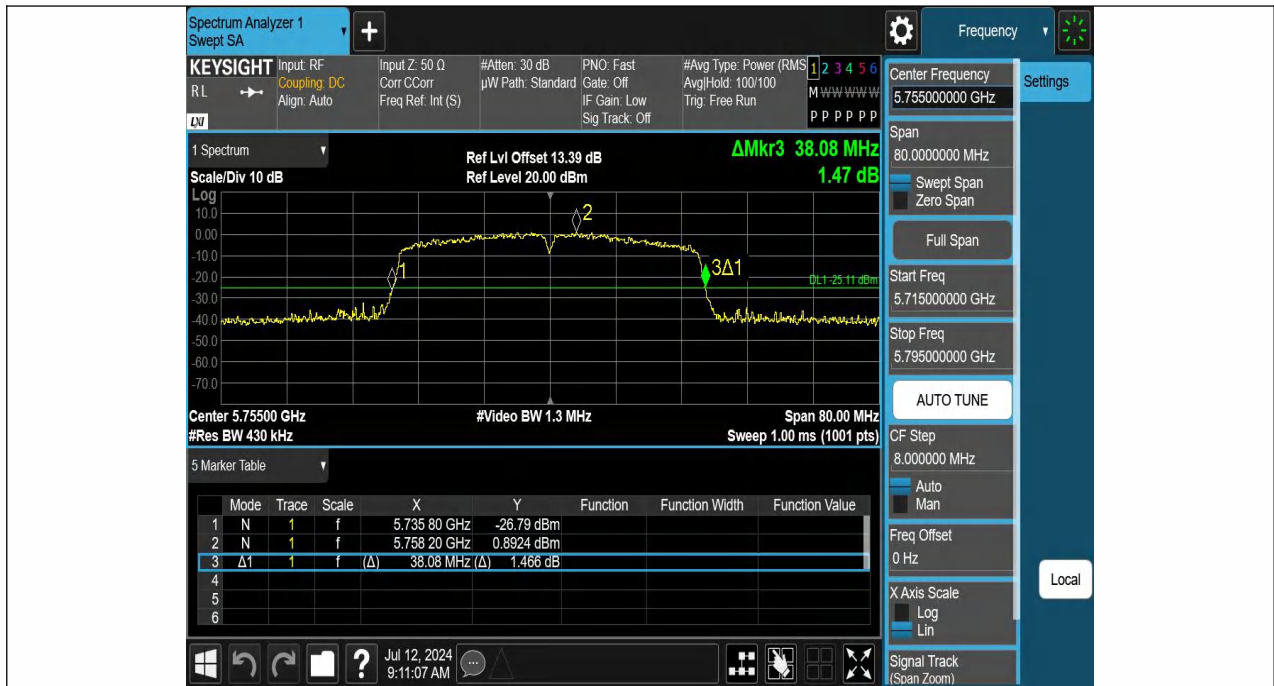 Spectrum Analyzer 1
Swept SA
+
Frequency
KEYSIGHT
RL
LXI
Input: RF
Coupling: DC
Align: Auto
Input Z: 50 Ω
Corr CCorr
Freq Ref: Int (S)
#Atten: 30 dB
µW Path: Standard
PNO: Fast
Gate: Off
IF Gain: Low
Sig Track: Off
#Avg Type: Power (RMS
Avg|Hold: 100/100
Trig: Free Run
1 2 3 4 5 6
M W W W W W
P P P P P P
1 Spectrum
Scale/Div 10 dB
Ref Lvl Offset 13.39 dB
Ref Level 20.00 dBm
ΔMkr3 38.08 MHz
1.47 dB
Log
10.0
0.00
-10.0
-20.0
-30.0
-40.0
-50.0
-60.0
-70.0
1
2
3Δ1
DL1 -25.11 dBm
Center 5.75500 GHz
#Video BW 1.3 MHz
Span 80.00 MHz
#Res BW 430 kHz
Sweep 1.00 ms (1001 pts)
5 Marker Table
Mode Trace Scale X Y Function Function Width Function Value
1 N 1 f 5.735 80 GHz -26.79 dBm
2 N 1 f 5.758 20 GHz 0.8924 dBm
3 Δ1 1 f (Δ) 38.08 MHz (Δ) 1.466 dB
4
5
6
Jul 12, 2024
9:11:07 AM
?
Center Frequency
5.755000000 GHz
Span
80.0000000 MHz
Swept Span
Zero Span
Full Span
Start Freq
5.715000000 GHz
Stop Freq
5.795000000 GHz
AUTO TUNE
CF Step
8.000000 MHz
Auto
Man
Freq Offset
0 Hz
X Axis Scale
Log
Lin
Signal Track
(Span Zoom)
Settings
Local